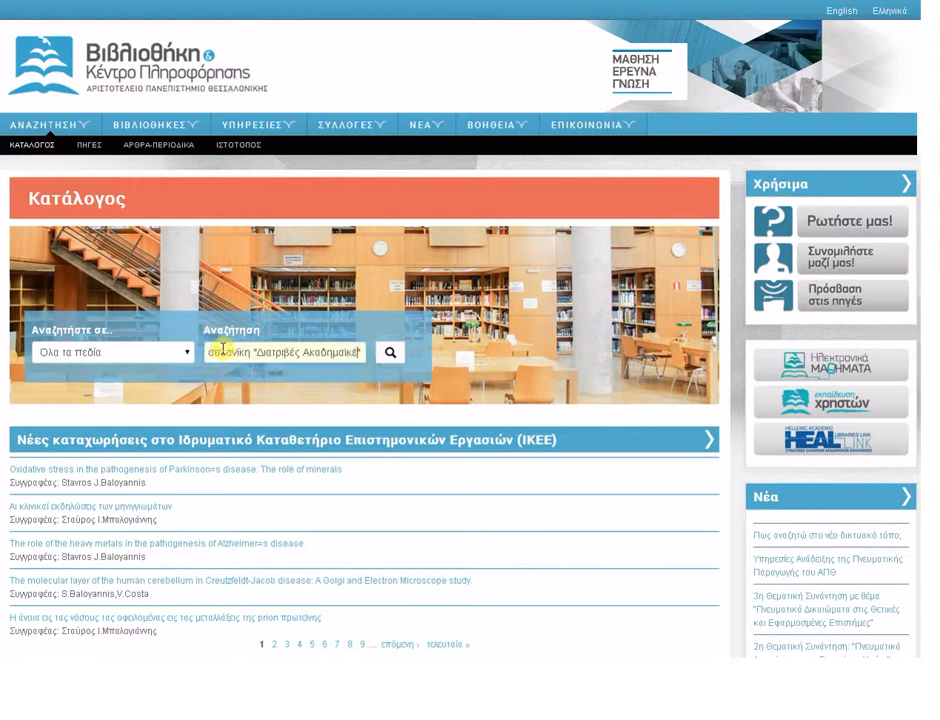 English Ελληνικά
Βιβλιοθήκη &
Κέντρο Πληροφόρησης
ΑΡΙΣΤΟΤΕΛΕΙΟ ΠΑΝΕΠΙΣΤΗΜΙΟ ΘΕΣΣΑΛΟΝΙΚΗΣ
ΜΑΘΗΣΗ
ΕΡΕΥΝΑ
ΓΝΩΣΗ
ΑΝΑΖΗΤΗΣΗ ΒΙΒΛΙΟΘΗΚΕΣ ΥΠΗΡΕΣΙΕΣ ΣΥΛΛΟΓΕΣ ΝΕΑ ΒΟΗΘΕΙΑ ΕΠΙΚΟΙΝΩΝΙΑ
ΚΑΤΑΛΟΓΟΣ ΠΗΓΕΣ ΑΡΘΡΑ-ΠΕΡΙΟΔΙΚΑ ΙΣΤΟΤΟΠΟΣ
Κατάλογος
Αναζητήστε σε.. Αναζήτηση
Όλα τα πεδία σαλονίκη "Διατριβές Ακαδημαϊκέ"
Νέες καταχωρήσεις στο Ιδρυματικό Καταθετήριο Επιστημονικών Εργασιών (ΙΚΕΕ)
Oxidative stress in the pathogenesis of Parkinson=s disease: The role of minerals
Συγγραφέας: Stavros J.Baloyannis
Αι κλινικαί εκδηλώσεις των μηνιγγιωμάτων
Συγγραφέας: Σταύρος Ι.Μπαλογιάννης
The role of the heavy metals in the pathogenesis of Alzheimer=s disease
Συγγραφέας: Stavros J.Baloyannis
The molecular layer of the human cerebellum in Creutzfeldt-Jacob disease: A Golgi and Electron Microscope study.
Συγγραφέας: S.Baloyannis,V.Costa
Η άνοια εις τας νόσους τας οφειλομένας εις τας μεταλλάξεις της prion πρωτείνης
Συγγραφέας: Σταύρος Ι.Μπαλογιάννης
1 2 3 4 5 6 7 8 9 … επόμενη › τελευταία »
Χρήσιμα
Ρωτήστε μας!
Συνομιλήστε
μαζί μας!
Πρόσβαση
στις πηγές
Ηλεκτρονικά
ΜΑΘΗΜΑΤΑ
εκπαίδευση
χρηστών
HELLENIC ACADEMIC
LIBRARIES LINK
HEAL LINK
Νέα
Πως αναζητώ στο νέο δικτυακό τόπο;
Υπηρεσίες Ανάδειξης της Πνευματικής
Παραγωγής του ΑΠΘ
3η Θεματική Συνάντηση με θέμα
"Πνευματικά Δικαιώματα στις Θετικές
και Εφαρμοσμένες Επιστήμες"
2η Θεματική Συνάντηση: "Πνευματικά